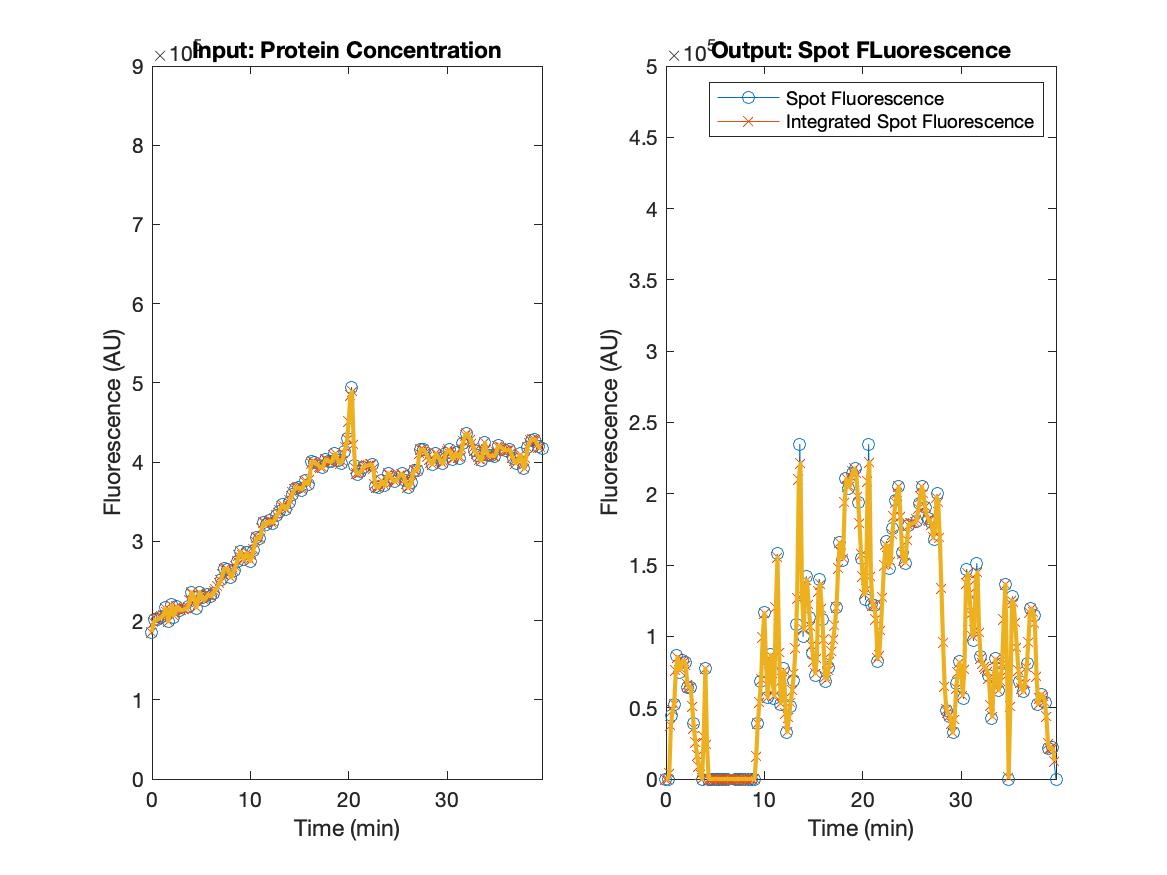 ×10^5
Input: Protein Concentration
9
8
7
6
5
4
3
2
1
0
Fluorescence (AU)
0 10 20 30
Time (min)
×10^5
Output: Spot FLuorescence
Spot Fluorescence
Integrated Spot Fluorescence
5
4.5
4
3.5
3
2.5
2
1.5
1
0.5
0
Fluorescence (AU)
0 10 20 30
Time (min)